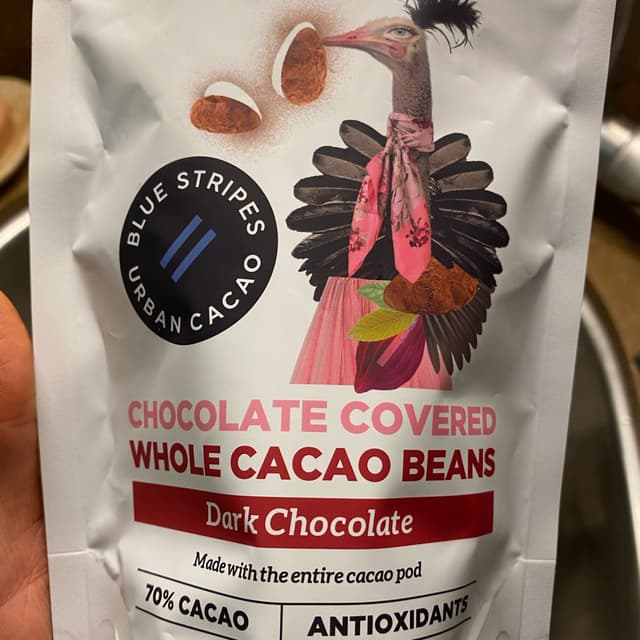 BLUE STRIPES
URBAN CACAO
CHOCOLATE COVERED
WHOLE CACAO BEANS
Dark Chocolate
Made with the entire cacao pod
70% CACAO
ANTIOXIDANTS